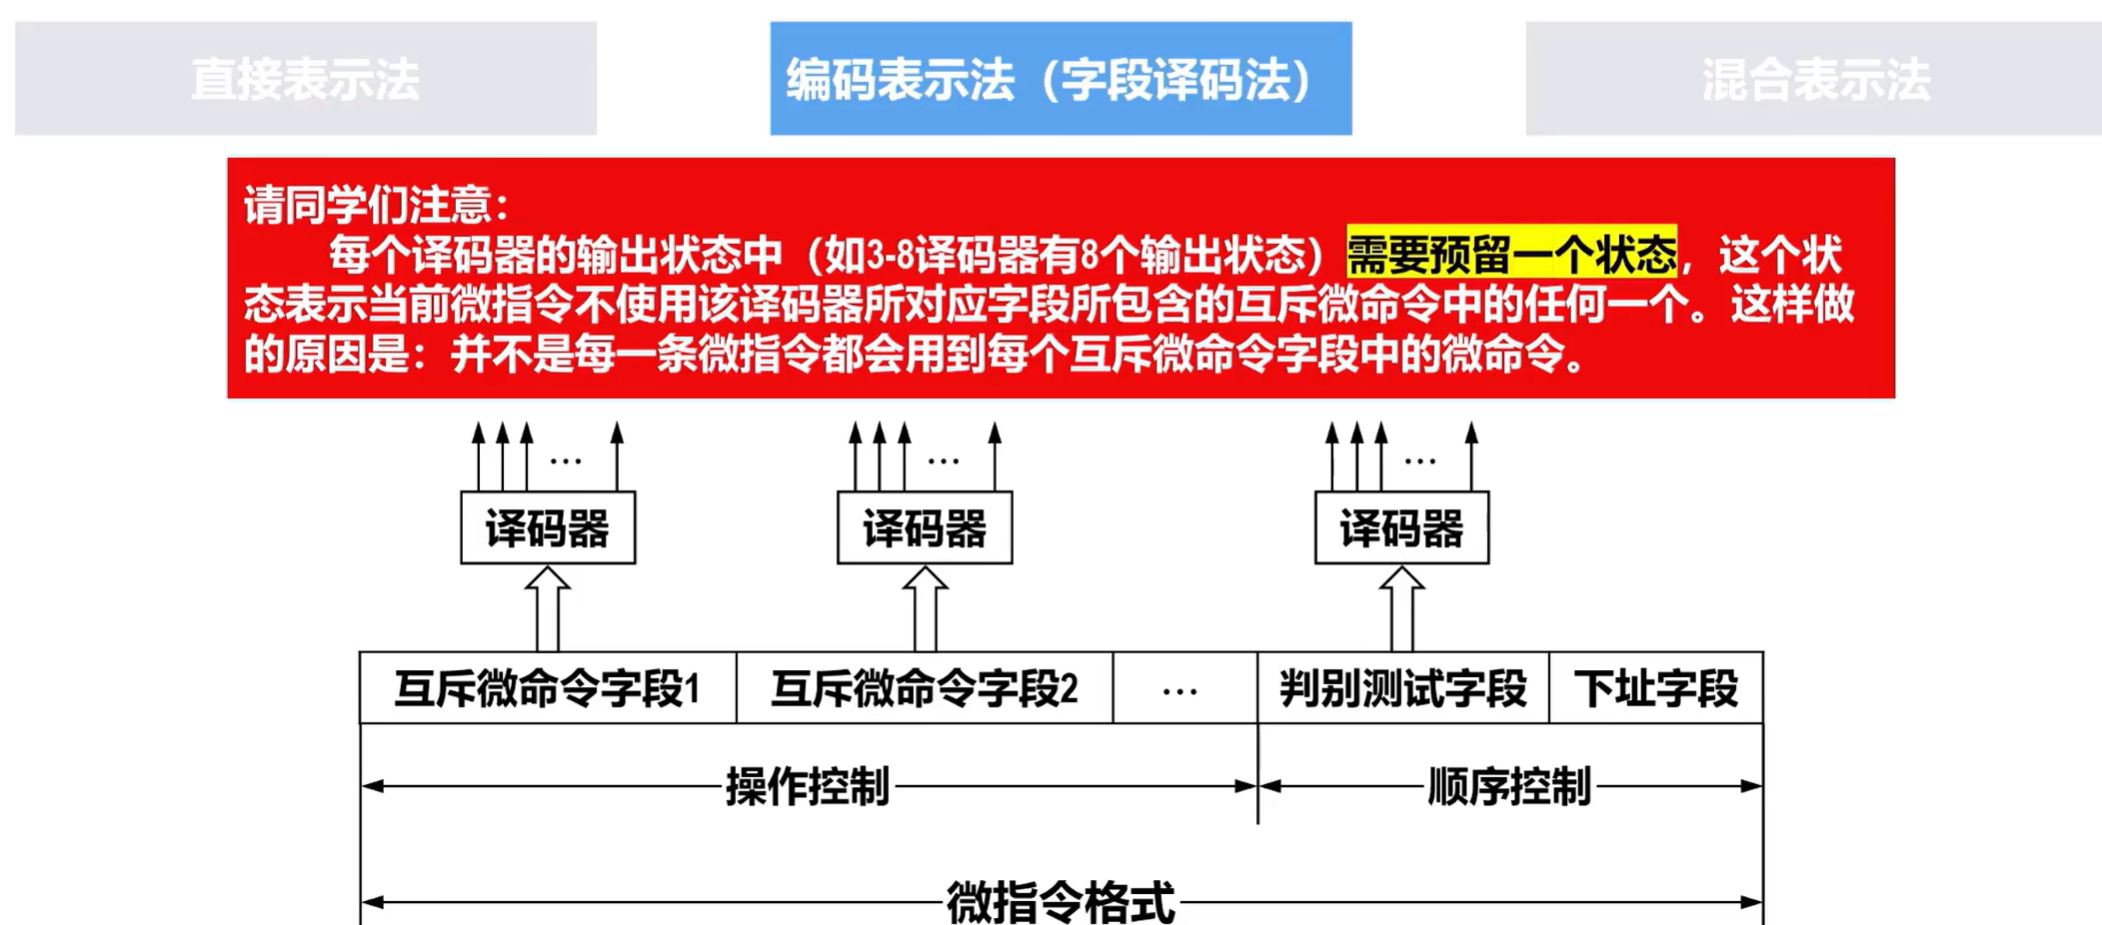 直接表示法
编码表示法（字段译码法）
混合表示法
请同学们注意：
每个译码器的输出状态中（如3-8译码器有8个输出状态）需要预留一个状态，这个状
态表示当前微指令不使用该译码器所对应字段所包含的互斥微命令中的任何一个。这样做
的原因是：并不是每一条微指令都会用到每个互斥微命令字段中的微命令。
… … …
译码器 译码器 译码器
互斥微命令字段1 互斥微命令字段2 … 判别测试字段 下址字段
操作控制 顺序控制
微指令格式